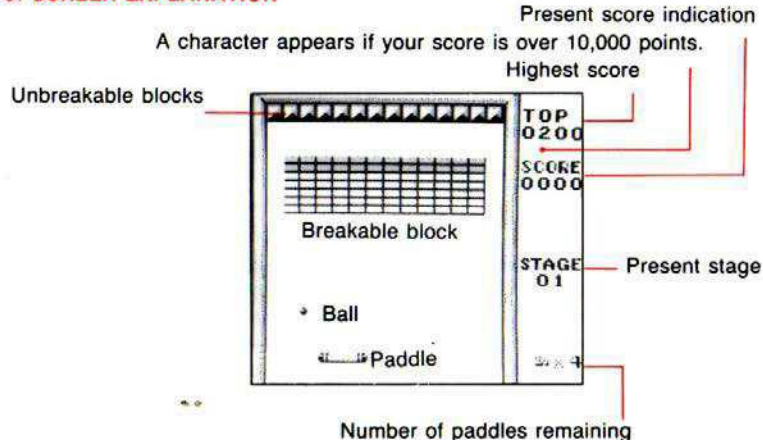 Present score indication
A character appears if your score is over 10,000 points.
Highest score
Unbreakable blocks
TOP
0200
SCORE
0000
Breakable block
STAGE
01
Present stage
Ball
Paddle
x 4
Number of paddles remaining